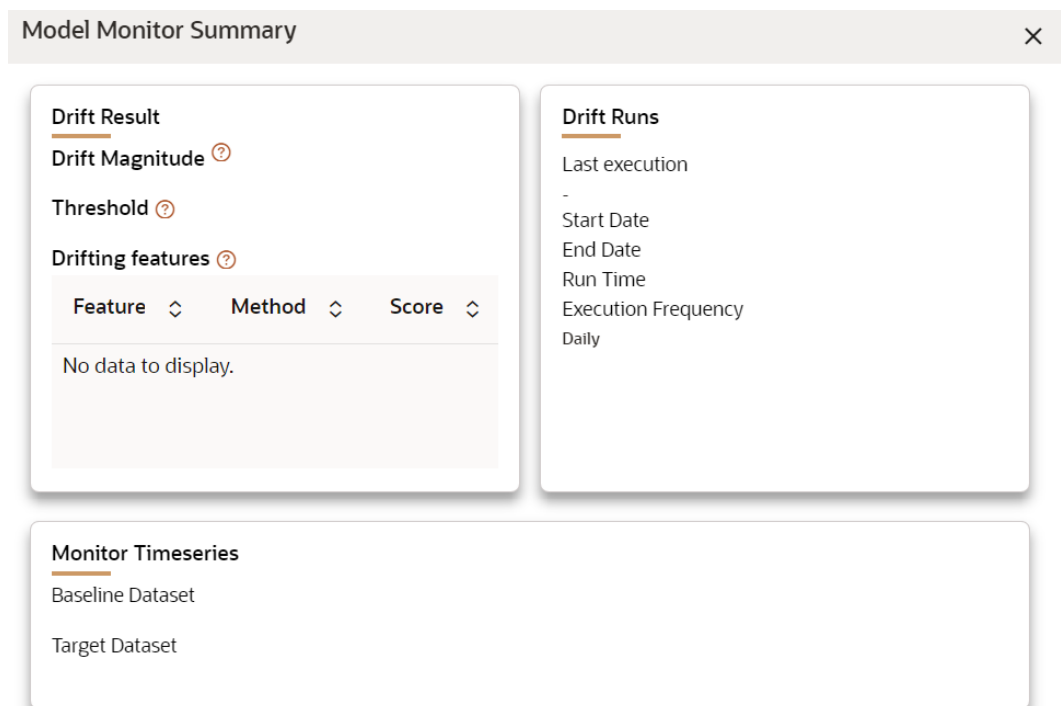 Model Monitor Summary
Drift Result
Drift Magnitude
Threshold
Drifting features
Feature Method Score
No data to display.
Drift Runs
Last execution
-
Start Date
End Date
Run Time
Execution Frequency
Daily
Monitor Timeseries
Baseline Dataset
Target Dataset